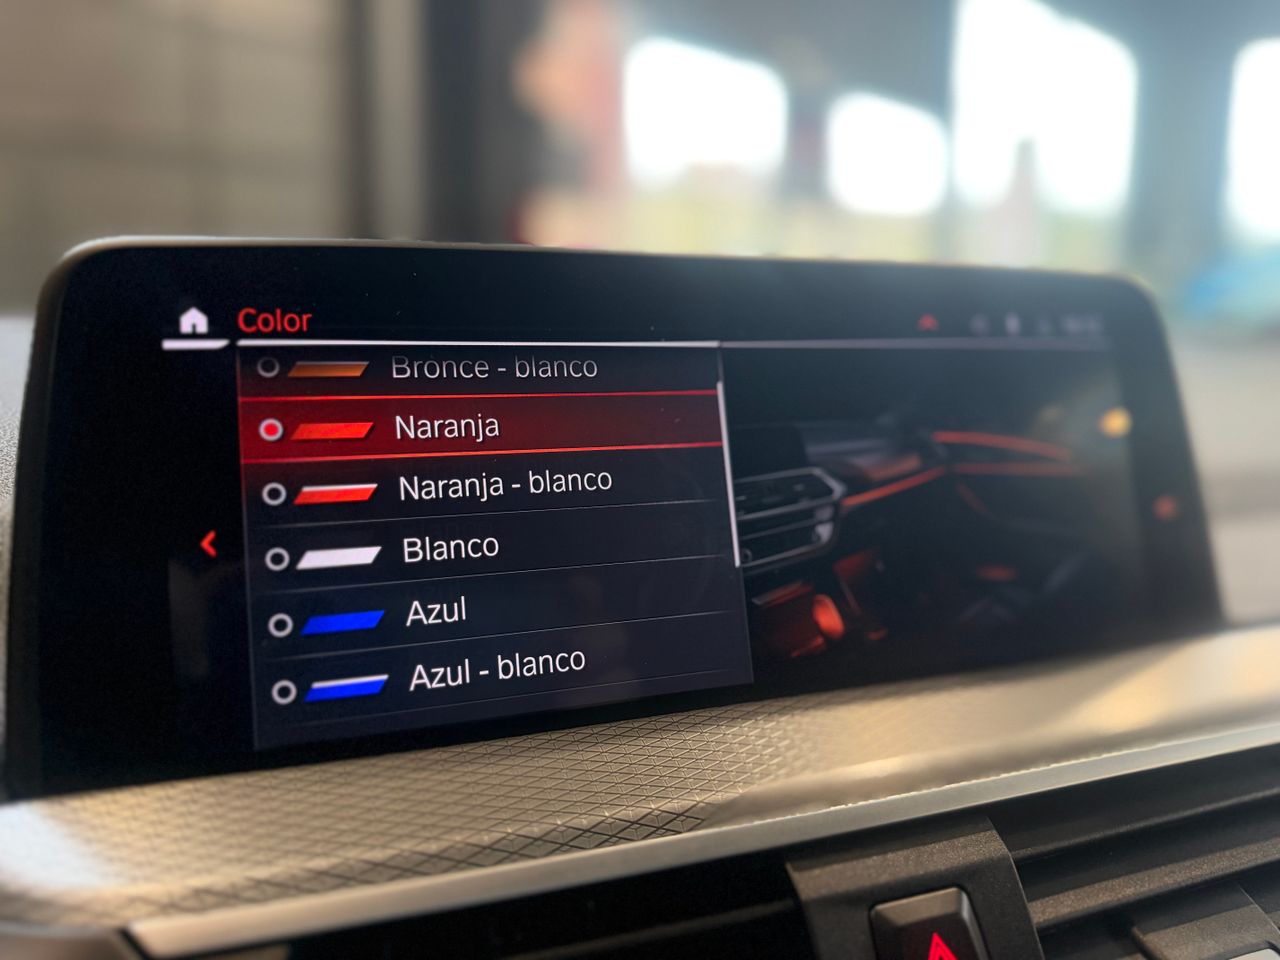 Color
Bronce - blanco
Naranja
Naranja - blanco
Blanco
Azul
Azul - blanco